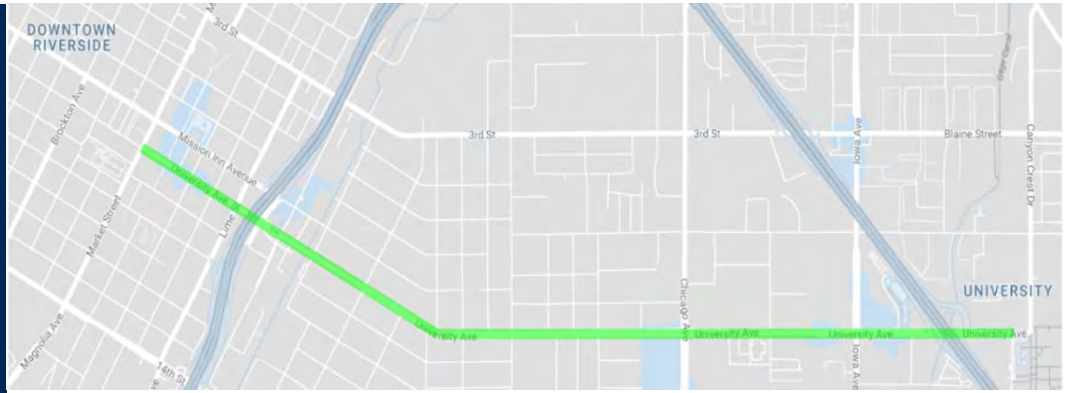 DOWNTOWN
RIVERSIDE
3rd St
Brockton Ave
Mission Inn Avenue
3rd St
3rd St
Iowa Ave
Blaine Street
Canyon Crest Dr
Gage Canal
University Ave
Market Street
Lime
UNIVERSITY
Chicago Ave
University Ave
University Ave
University Ave
University Ave
Magnolia Ave
14th St
Iowa Ave